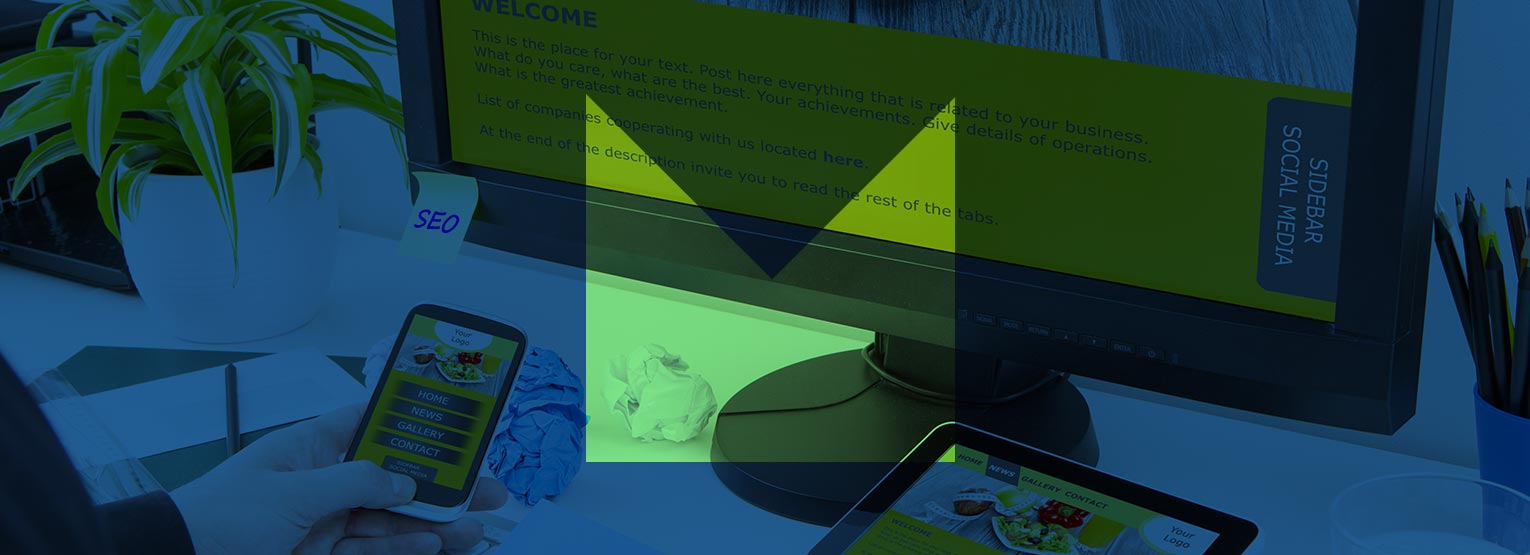 WELCOME
This is the place for your text. Post here everything that is related to your business.
What do you care, what are the best. Your achievements. Give details of operations.
What is the greatest achievement.
List of companies cooperating with us located here.
At the end of the description invite you to read the rest of the tabs.
SIDEBAR
SOCIAL MEDIA
SEO
Your
Logo
HOME
NEWS
GALLERY
CONTACT
SIDEBAR
SOCIAL MEDIA
SIGNAL MODE RETURN ENTER
HOME NEWS GALLERY CONTACT
Your
Logo
WELCOME